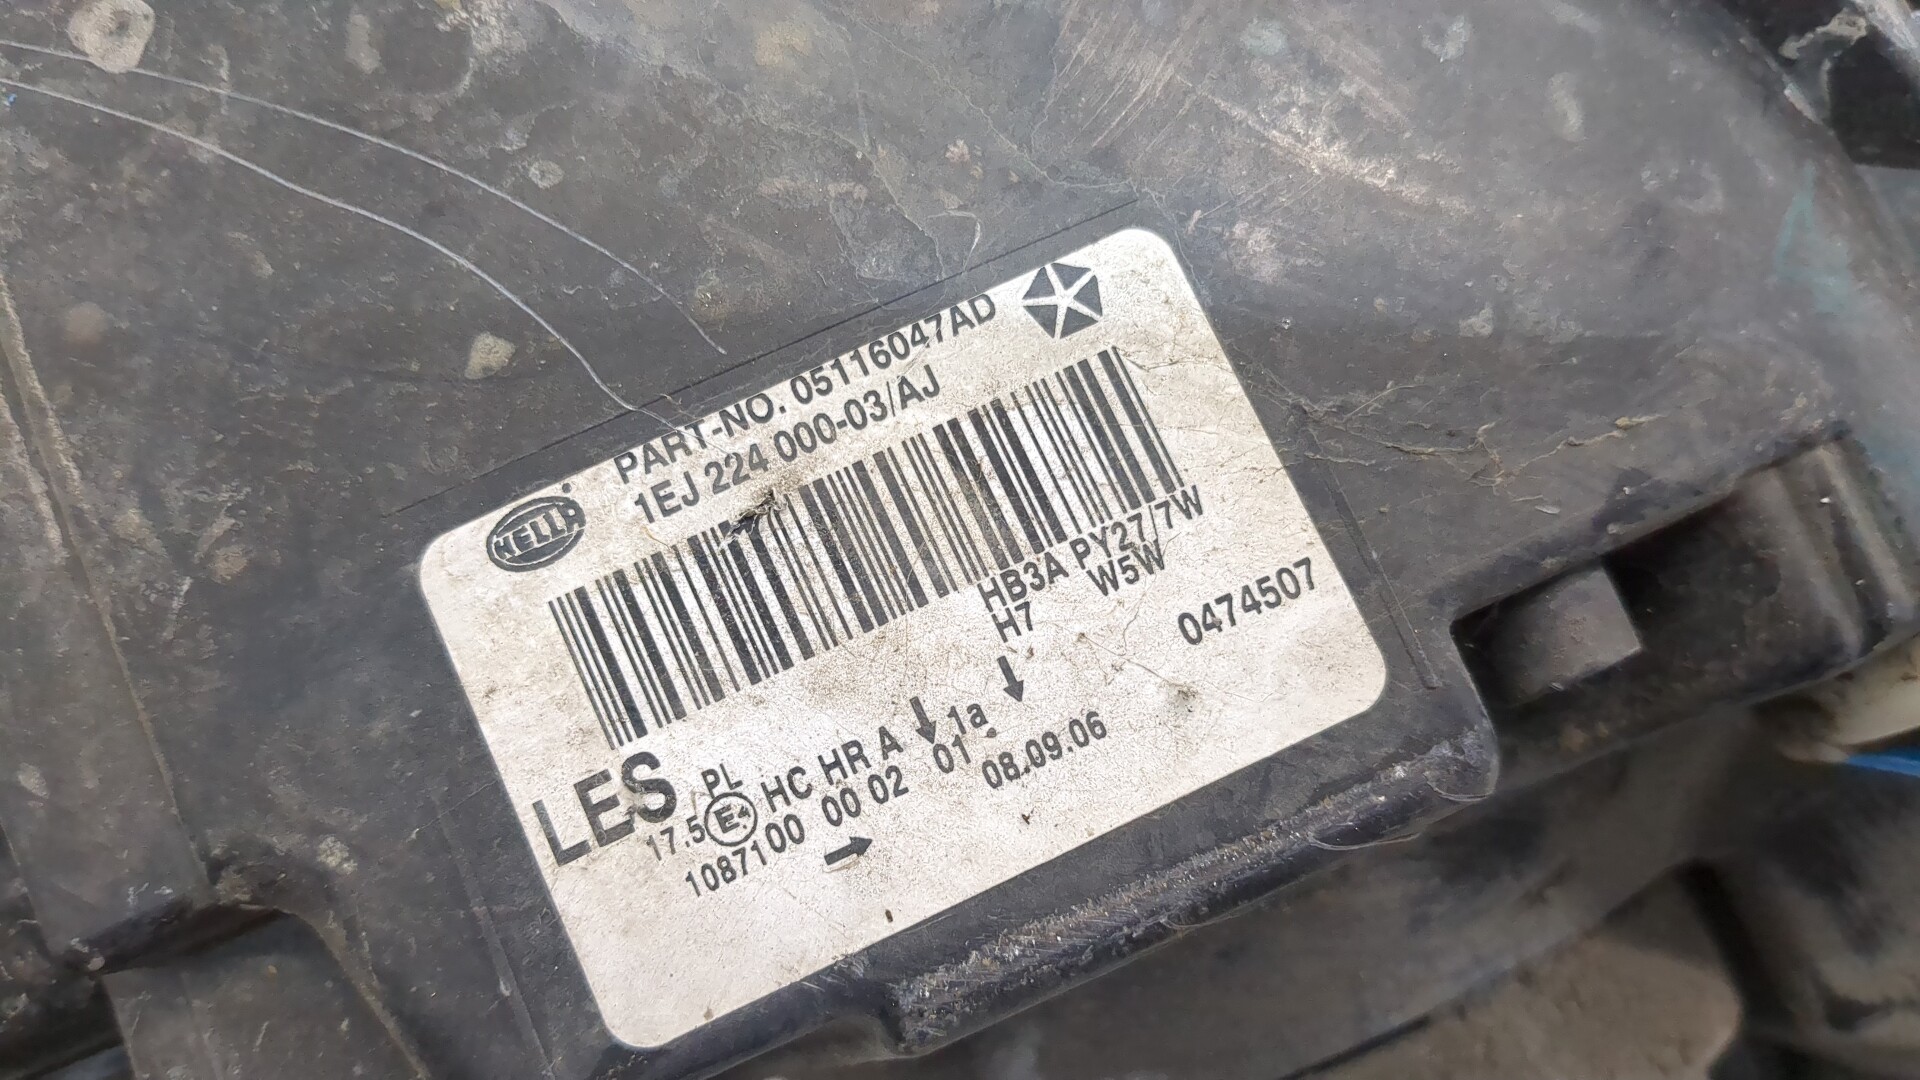 PART-NO. 05116047AD
1EJ 224 000-03/AJ
HELLA
HB3A PY27/7W
H7 W5W
0474507
LES
PL
17.5 E4 HC HR A 1a
1087100 00 02 01
08.09.06